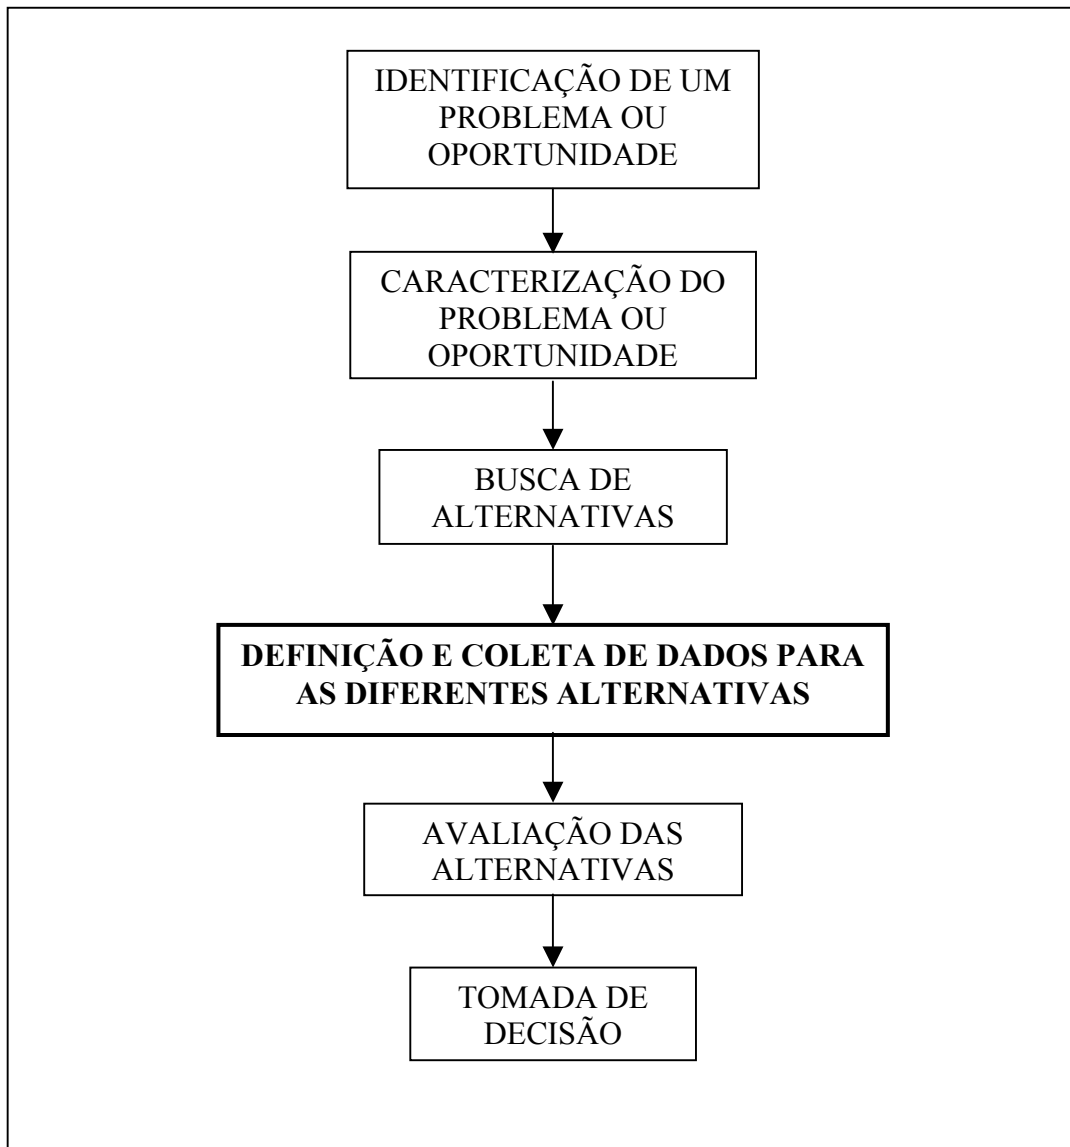 IDENTIFICAÇÃO DE UM
PROBLEMA OU
OPORTUNIDADE
CARACTERIZAÇÃO DO
PROBLEMA OU
OPORTUNIDADE
BUSCA DE
ALTERNATIVAS
DEFINIÇÃO E COLETA DE DADOS PARA
AS DIFERENTES ALTERNATIVAS
AVALIAÇÃO DAS
ALTERNATIVAS
TOMADA DE
DECISÃO